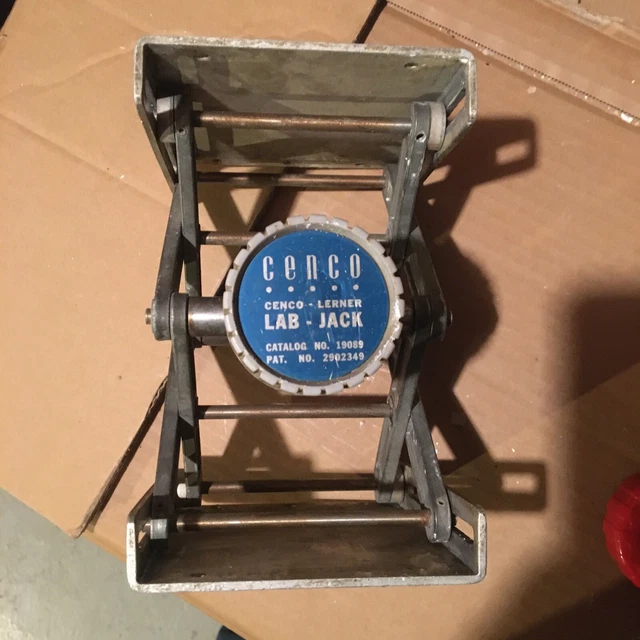 cenco
CENCO - LERNER
LAB - JACK
CATALOG NO. 19089
PAT. NO. 2902349